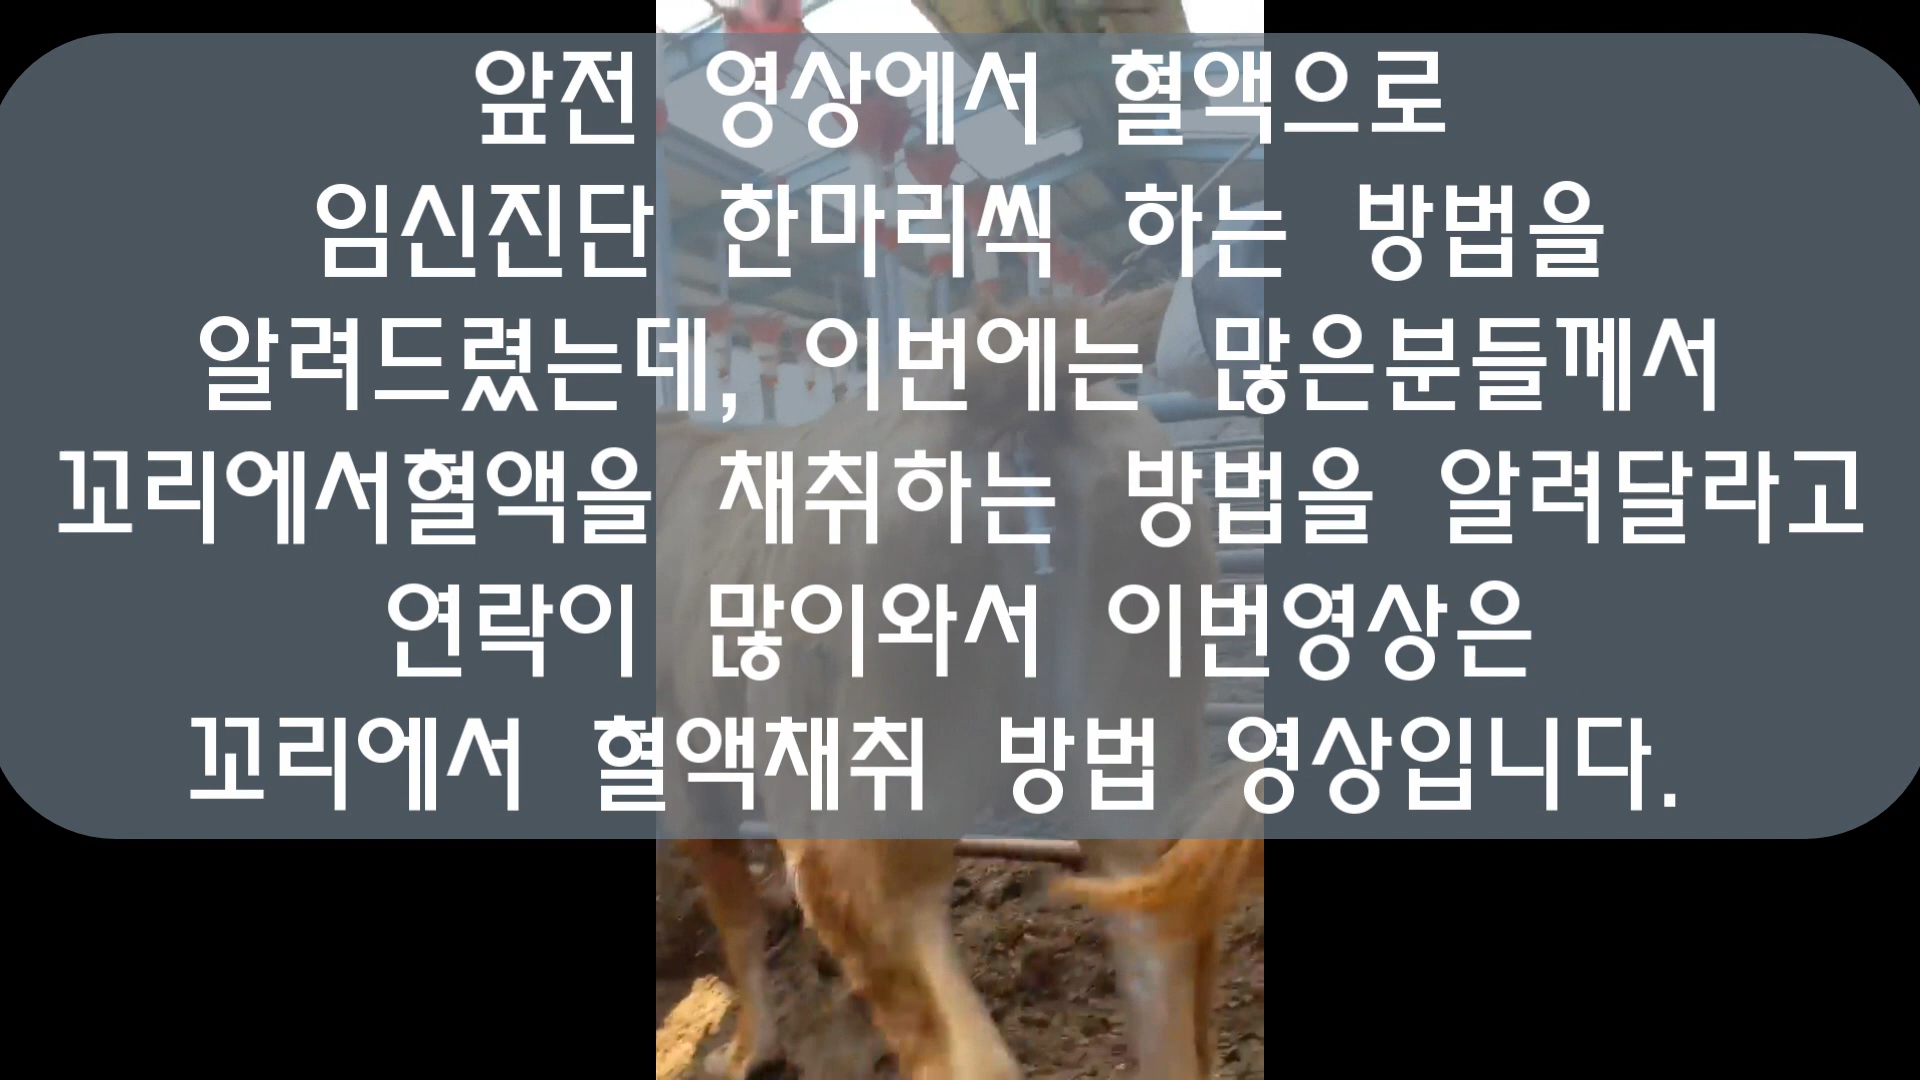 앞전 영상에서 혈액으로
임신진단 한마리씩 하는 방법을
알려드렸는데, 이번에는 많은분들께서
꼬리에서혈액을 채취하는 방법을 알려달라고
연락이 많이와서 이번영상은
꼬리에서 혈액채취 방법 영상입니다.